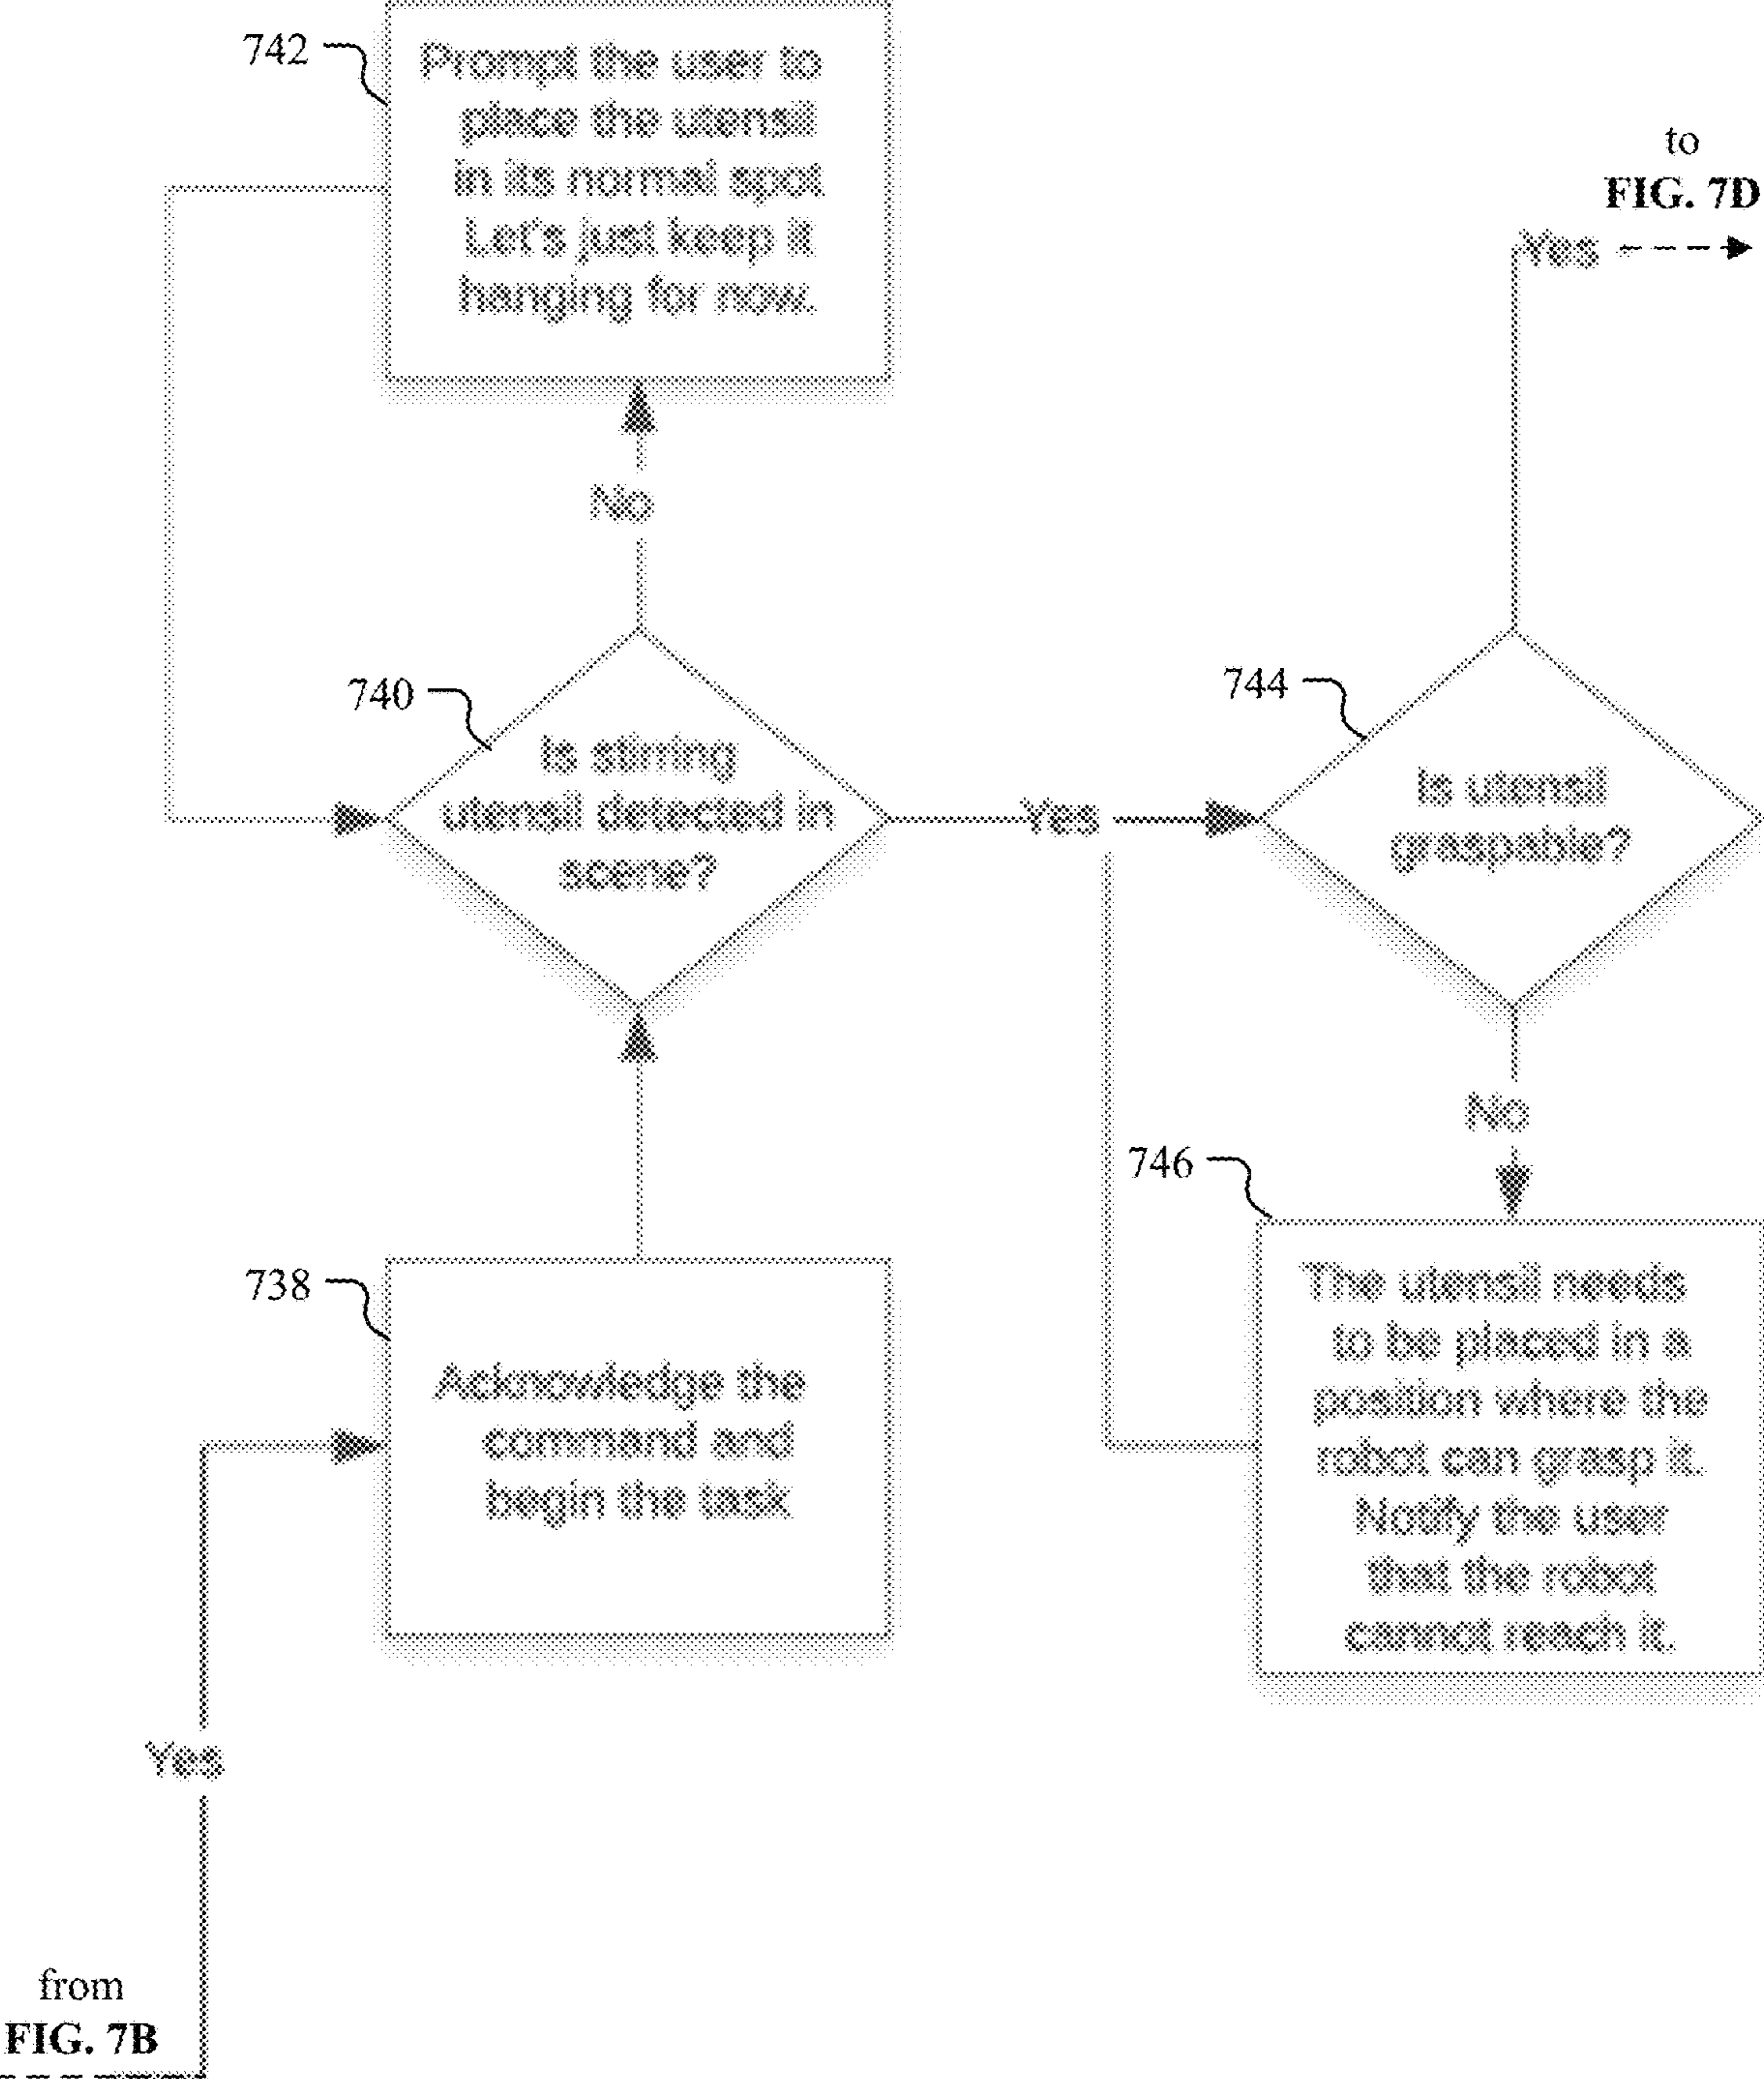 742
Prompt the user to
place the utensil
in its normal spot
Let's just keep it
hanging for now.
to
FIG. 7D
Yes
No
740
Is stirring
utensil detected in
scene?
Yes
744
Is utensil
graspable?
No
746
The utensil needs
to be placed in a
position where the
robot can grasp it.
Notify the user
that the robot
cannot reach it.
738
Acknowledge the
command and
begin the task
Yes
from
FIG. 7B